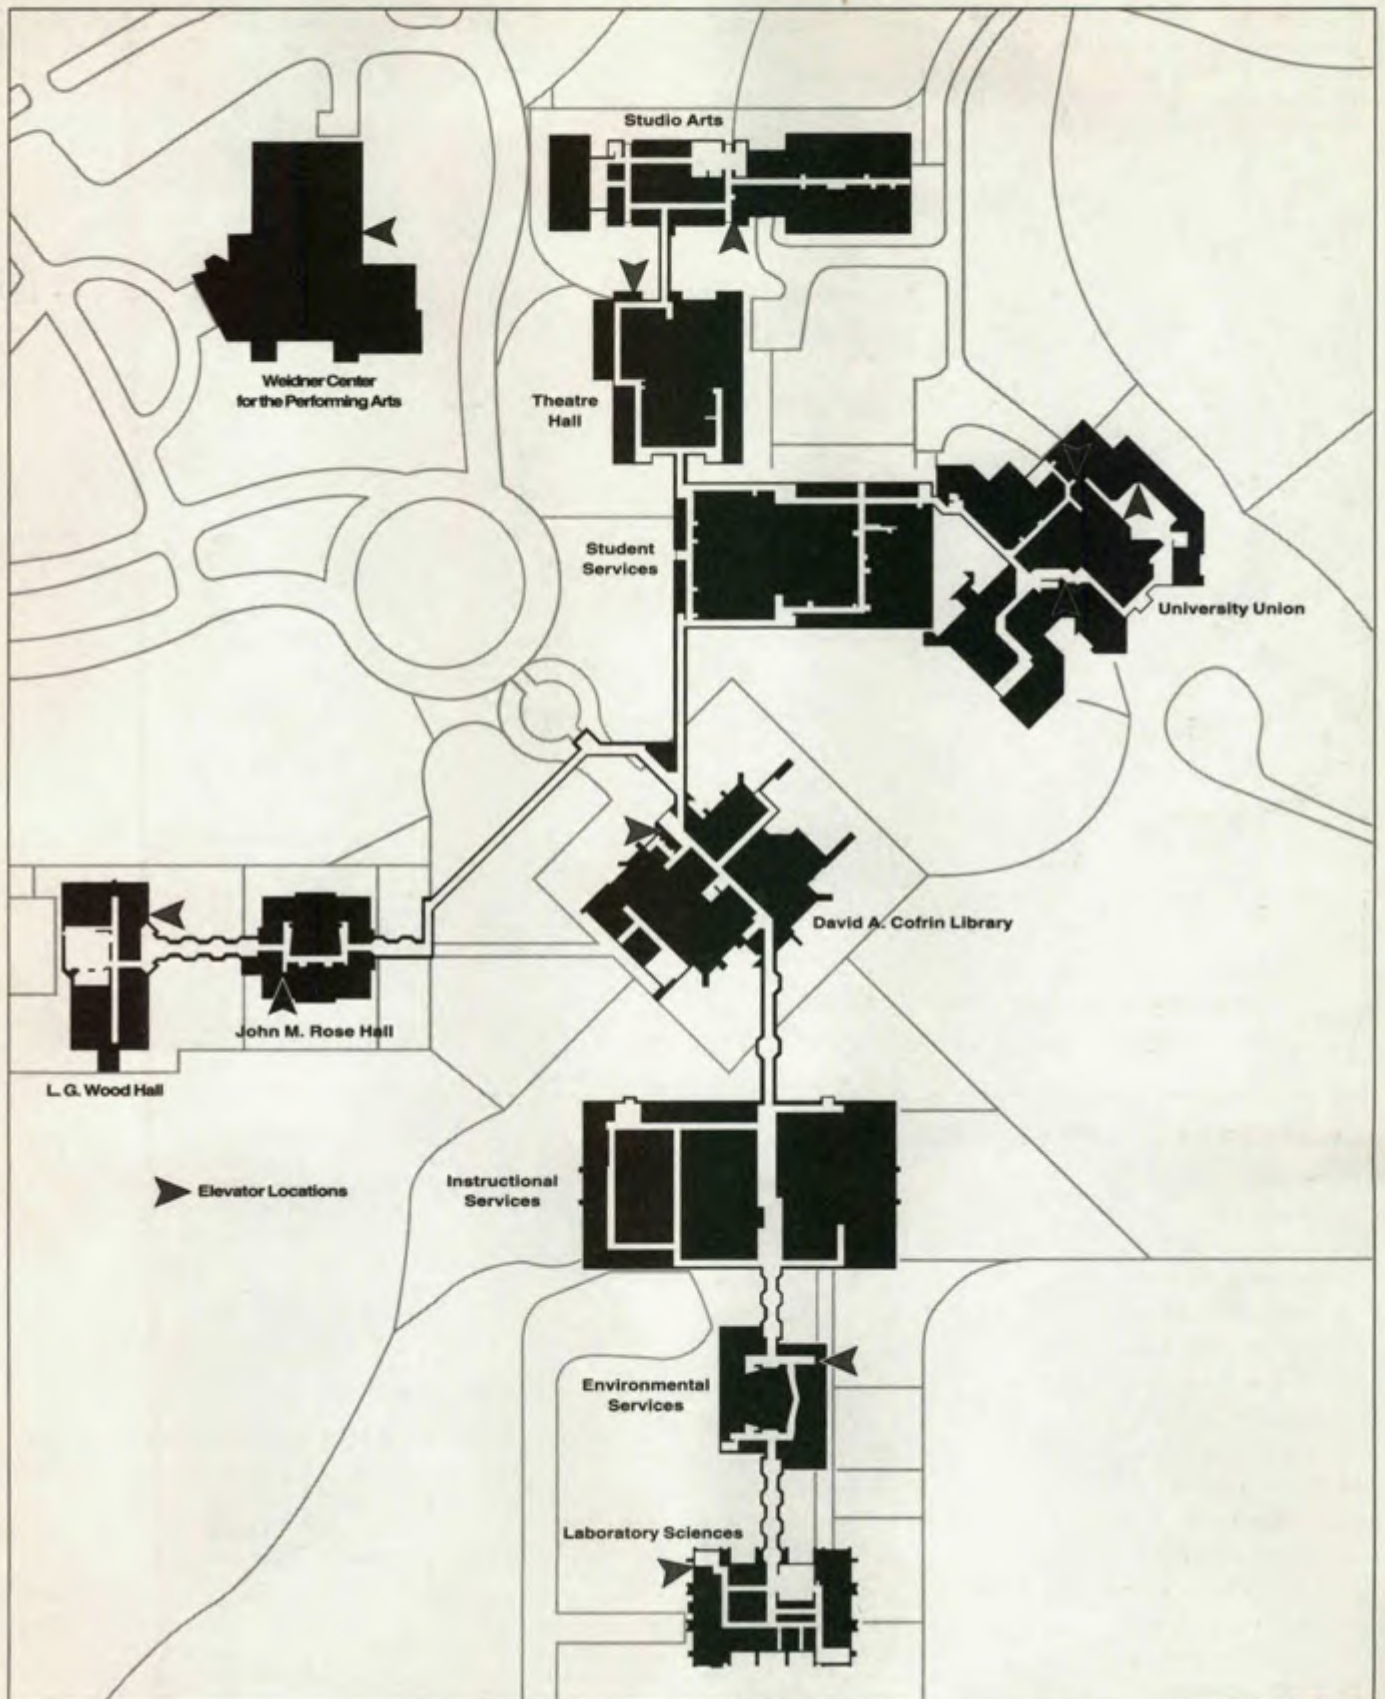 Studio Arts
Weidner Center
for the Performing Arts
Theatre
Hall
Student
Services
University Union
David A. Cofrin Library
John M. Rose Hall
L. G. Wood Hall
Elevator Locations
Instructional
Services
Environmental
Services
Laboratory Sciences